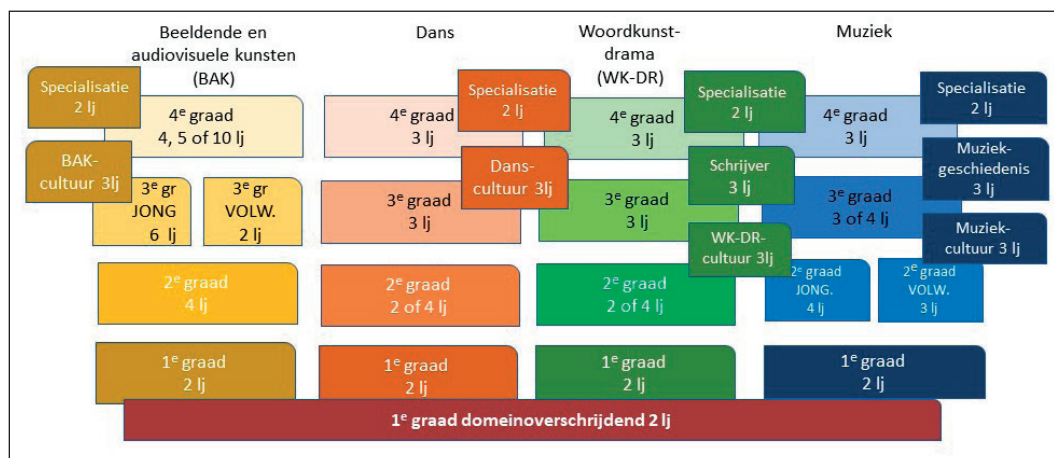 Beeldende en
audiovisuele kunsten
(BAK)
Dans
Woordkunst-
drama
(WK-DR)
Muziek
Specialisatie
2 lj
4e graad
4, 5 of 10 lj
BAK-
cultuur 3lj
3e gr
JONG
6 lj
3e gr
VOLW.
2 lj
2e graad
4 lj
1e graad
2 lj
Specialisatie
2 lj
4e graad
3 lj
Dans-
cultuur 3lj
3e graad
3 lj
2e graad
2 of 4 lj
1e graad
2 lj
Specialisatie
2 lj
4e graad
3 lj
Schrijver
3 lj
3e graad
3 lj
WK-DR-
cultuur 3lj
2e graad
2 of 4 lj
1e graad
2 lj
Specialisatie
2 lj
4e graad
3 lj
Muziek-
geschiedenis
3 lj
3e graad
3 of 4 lj
Muziek-
cultuur 3 lj
2e graad
JONG.
4 lj
2e graad
VOLW.
3 lj
1e graad
2 lj
1e graad domeinoverschrijdend 2 lj